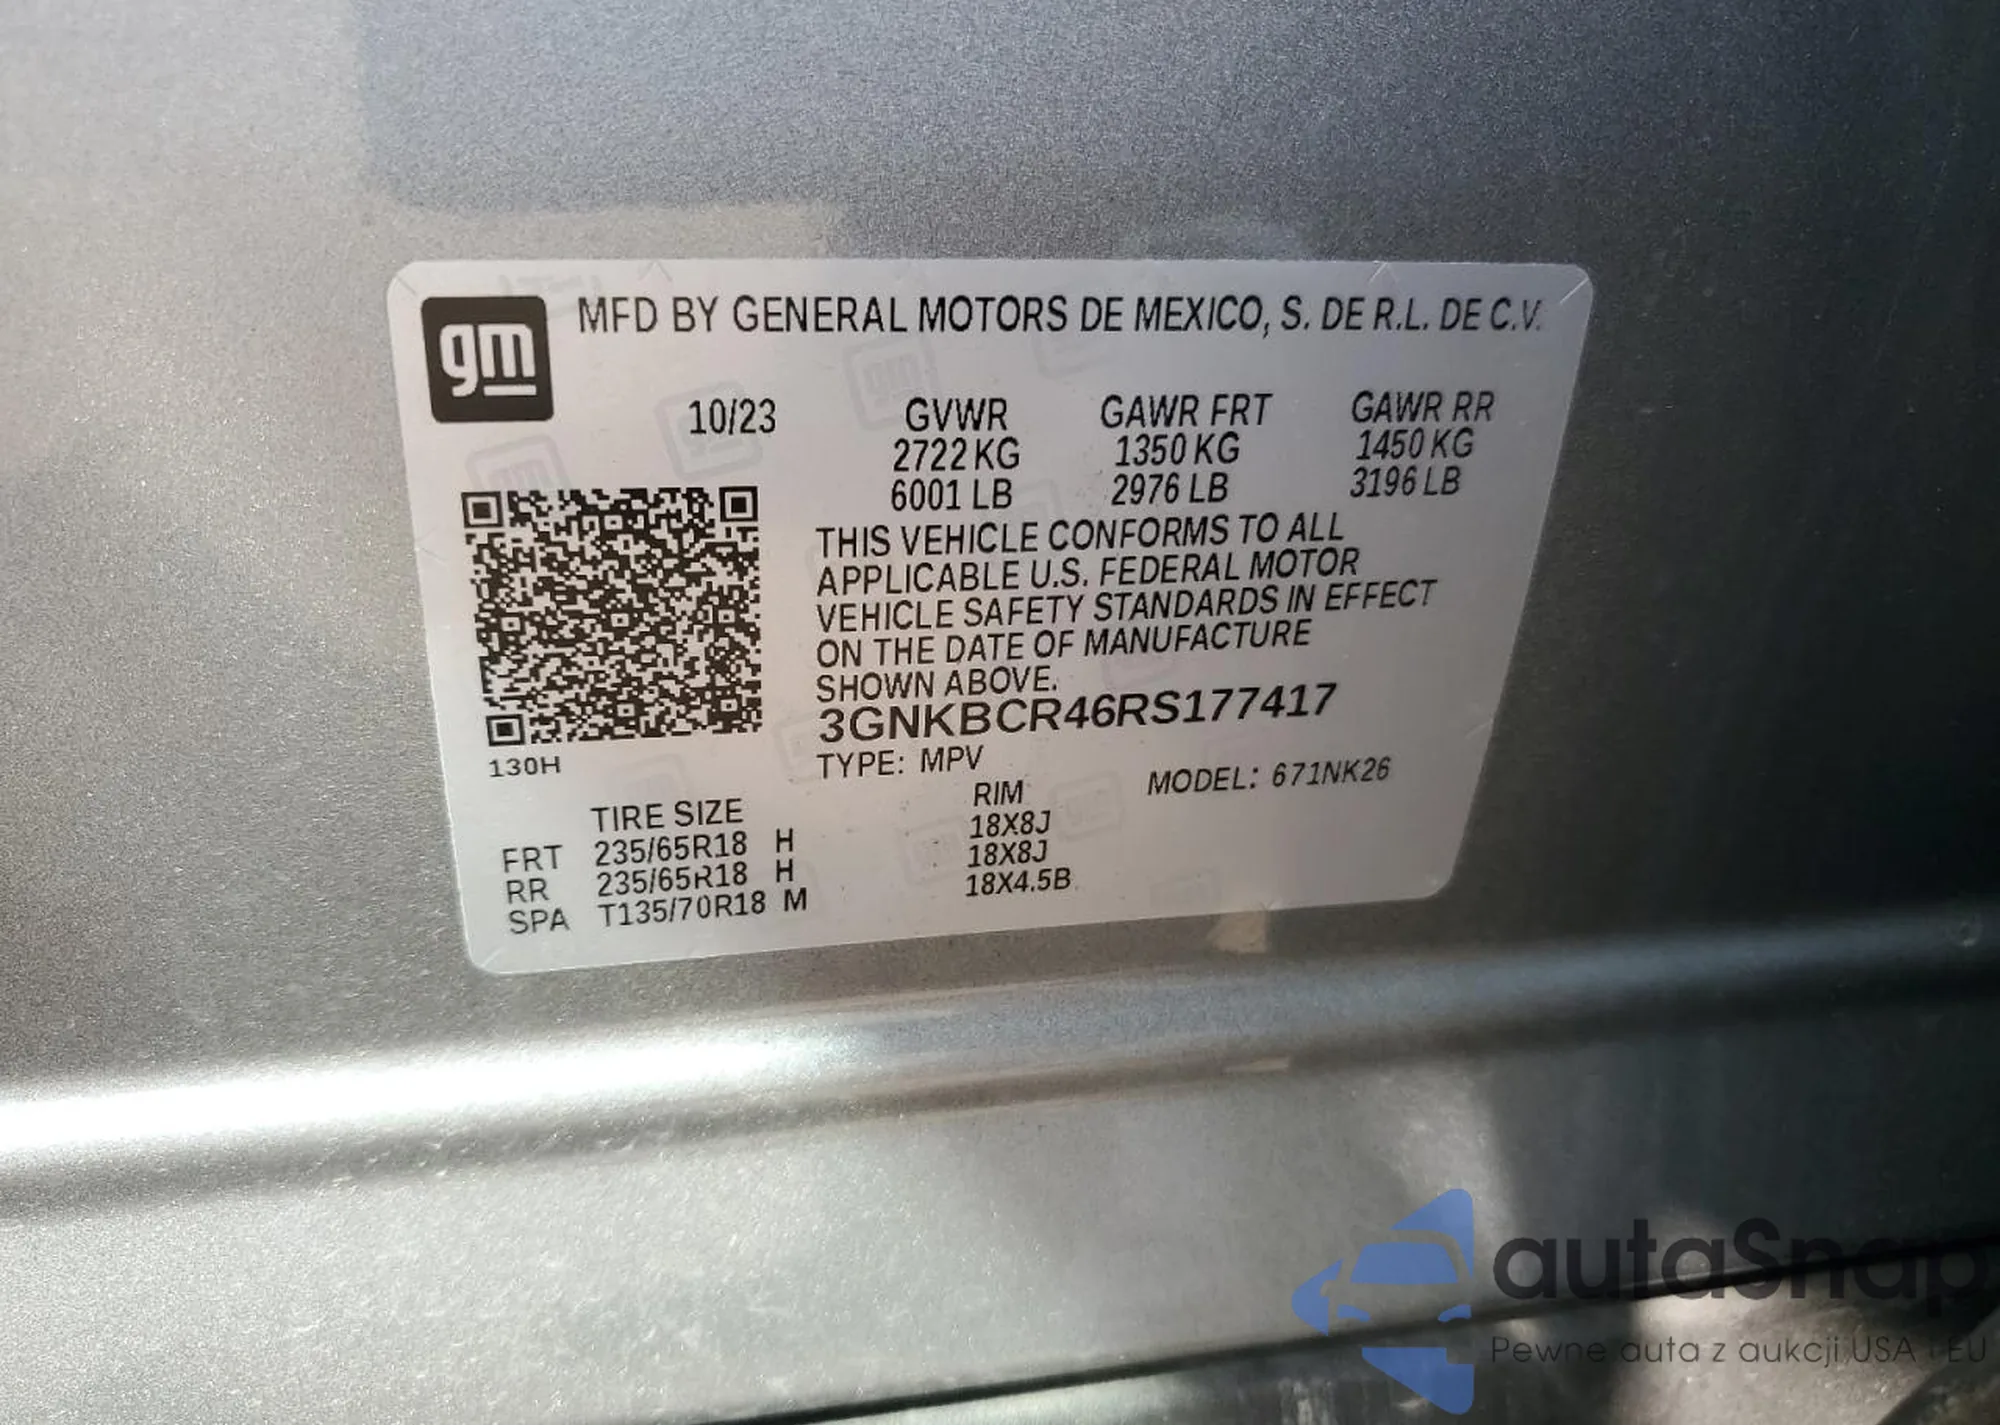 gm
MFD BY GENERAL MOTORS DE MEXICO, S. DE R.L. DE C.V.
10/23 GVWR GAWR FRT GAWR RR
2722 KG 1350 KG 1450 KG
6001 LB 2976 LB 3196 LB
THIS VEHICLE CONFORMS TO ALL
APPLICABLE U.S. FEDERAL MOTOR
VEHICLE SAFETY STANDARDS IN EFFECT
ON THE DATE OF MANUFACTURE
SHOWN ABOVE.
3GNKBCR46RS177417
130H
TYPE: MPV MODEL: 671NK26
TIRE SIZE RIM
FRT 235/65R18 H 18X8J
RR 235/65R18 H 18X8J
SPA T135/70R18 M 18X4.5B
autaSnap
Pewne auta z aukcji USA i EU